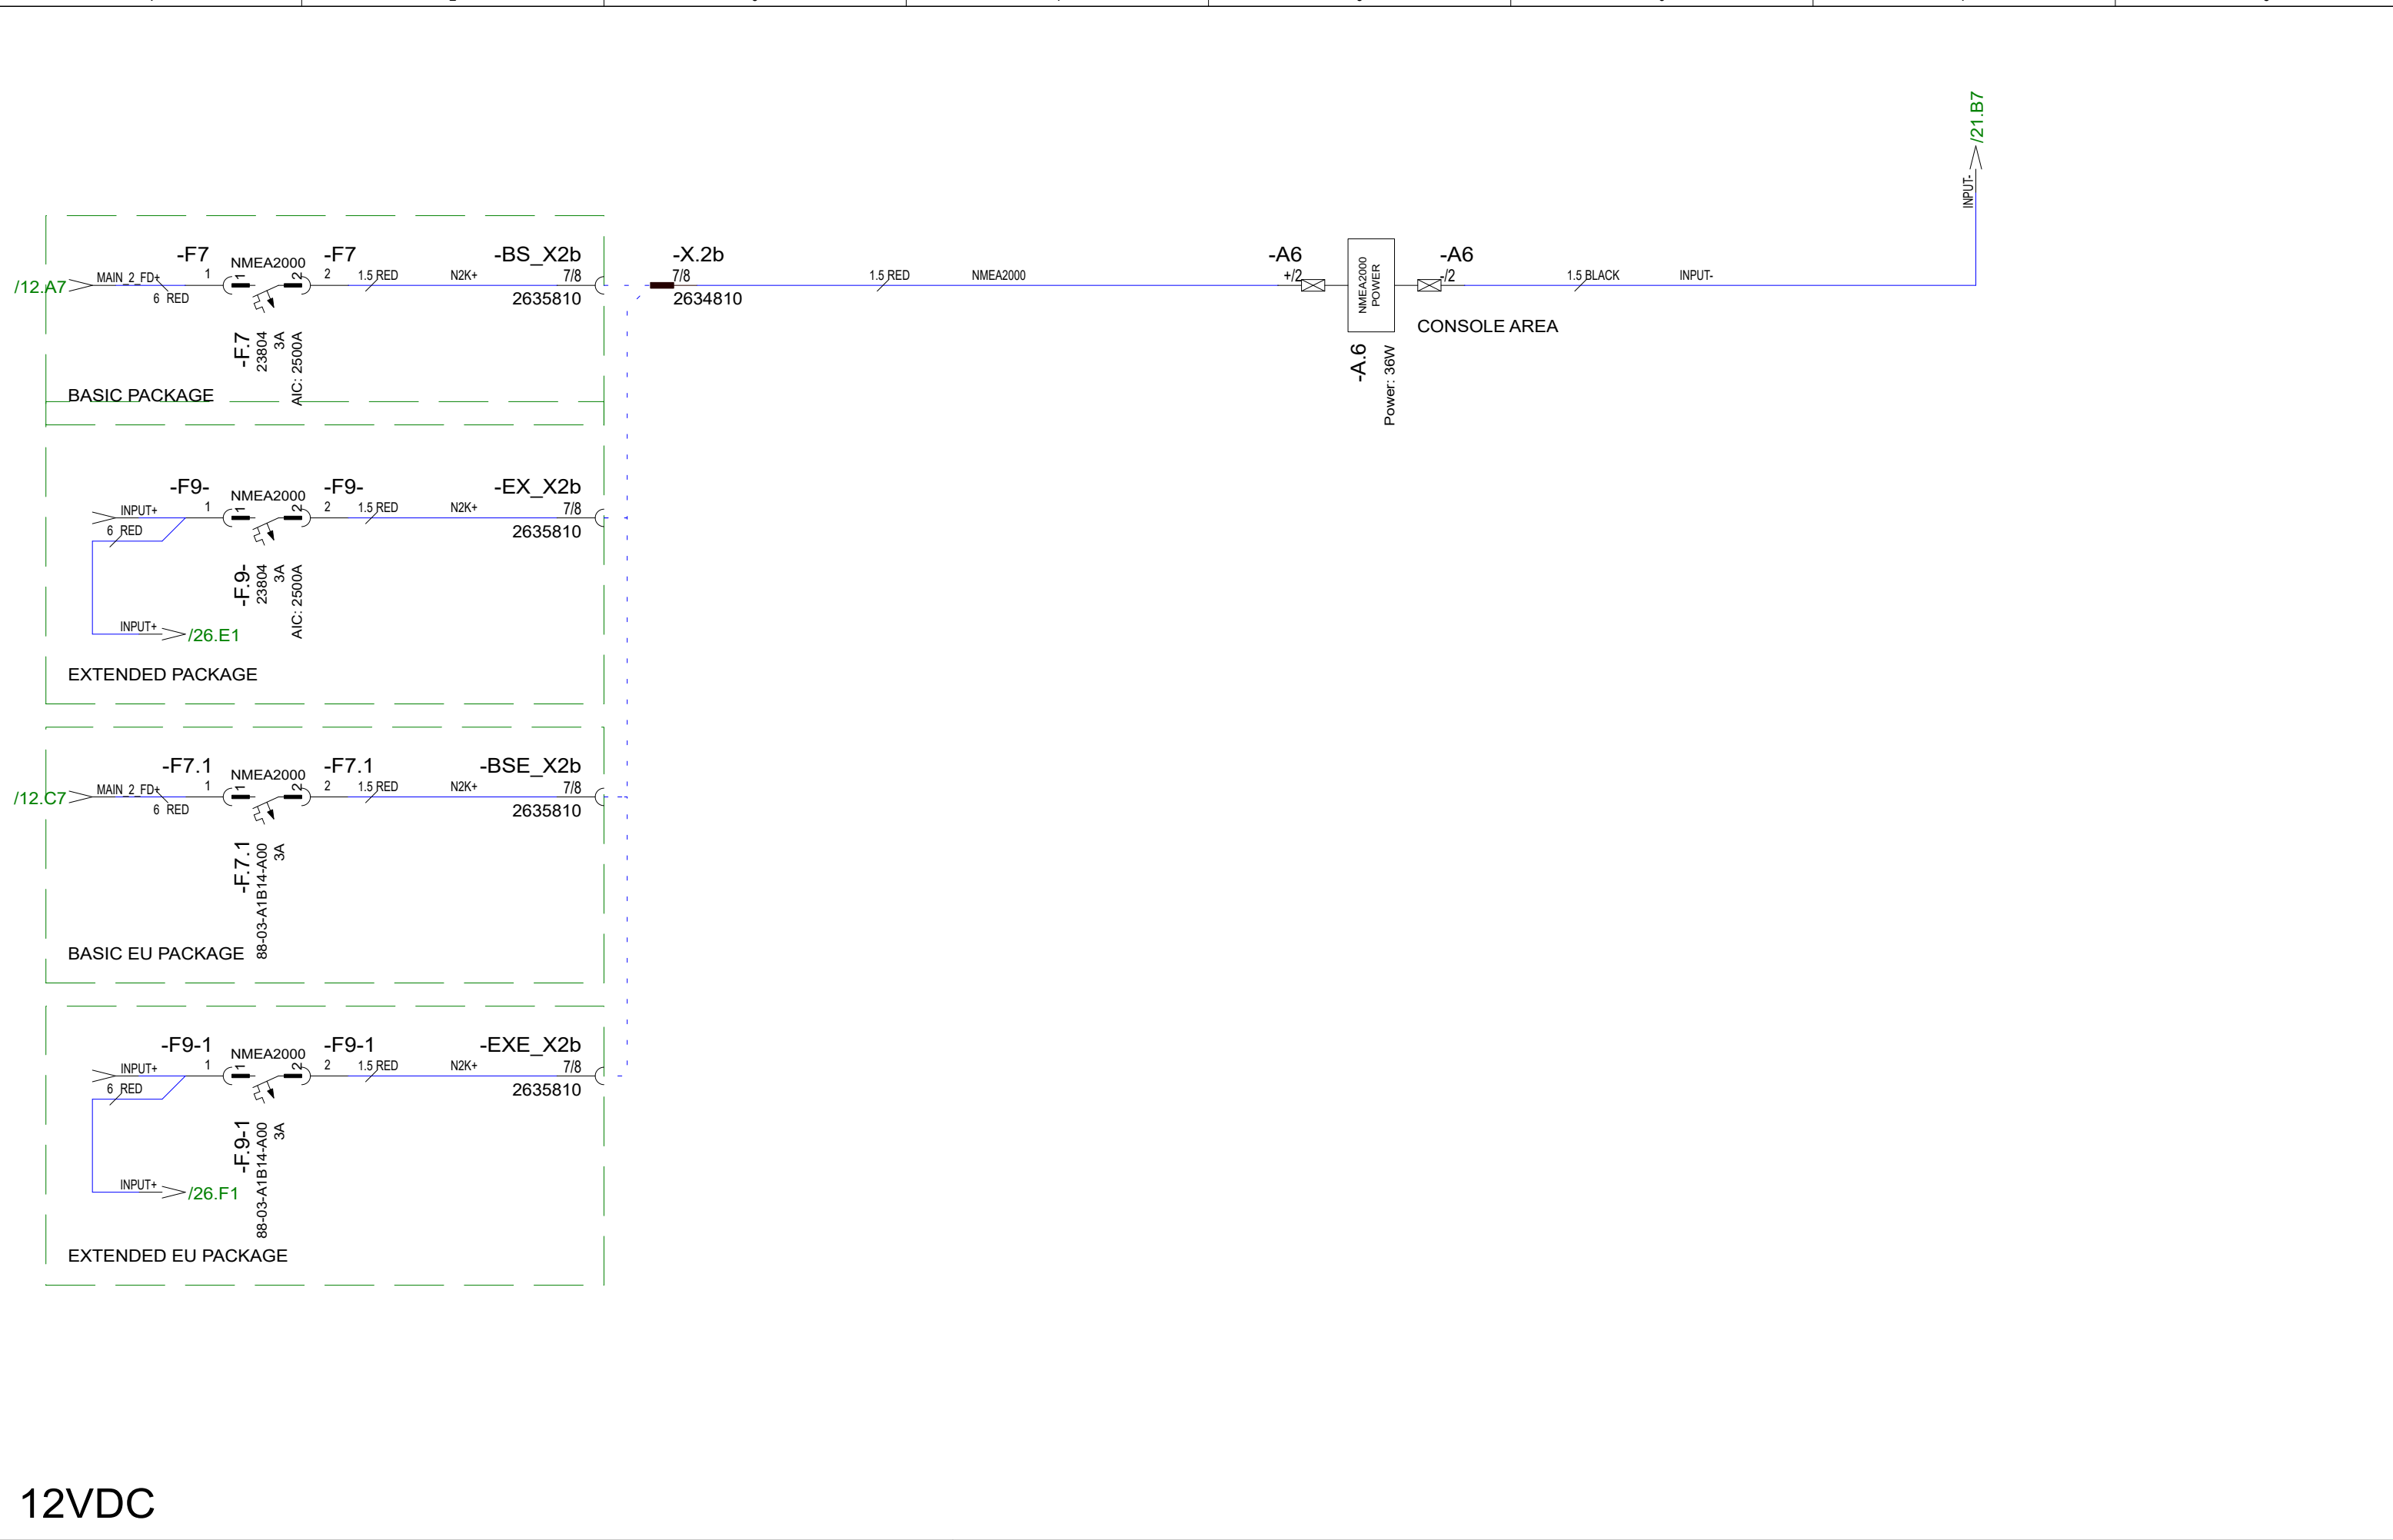 /21.B7
INPUT-
-F7
1
NMEA2000
1
2
-F7
2
-BS_X2b
7/8
2635810
/12.A7
MAIN_2_FD+
6 RED
1.5 RED
N2K+
-F.7
23804
3A
AIC: 2500A
BASIC PACKAGE
-X.2b
7/8
2634810
1.5 RED
NMEA2000
-A6
+/2
NMEA2000
POWER
-A6
-/2
1.5 BLACK
INPUT-
CONSOLE AREA
-A.6
Power: 36W
-F9-
1
NMEA2000
1
2
-F9-
2
-EX_X2b
7/8
2635810
INPUT+
6 RED
1.5 RED
N2K+
-F.9-
23804
3A
AIC: 2500A
INPUT+
/26.E1
EXTENDED PACKAGE
-F7.1
1
NMEA2000
1
2
-F7.1
2
-BSE_X2b
7/8
2635810
/12.C7
MAIN_2_FD+
6 RED
1.5 RED
N2K+
-F.7.1
88-03-A1B14-A00
3A
BASIC EU PACKAGE
-F9-1
1
NMEA2000
1
2
-F9-1
2
-EXE_X2b
7/8
2635810
INPUT+
6 RED
1.5 RED
N2K+
-F.9-1
88-03-A1B14-A00
3A
INPUT+
/26.F1
EXTENDED EU PACKAGE
12VDC